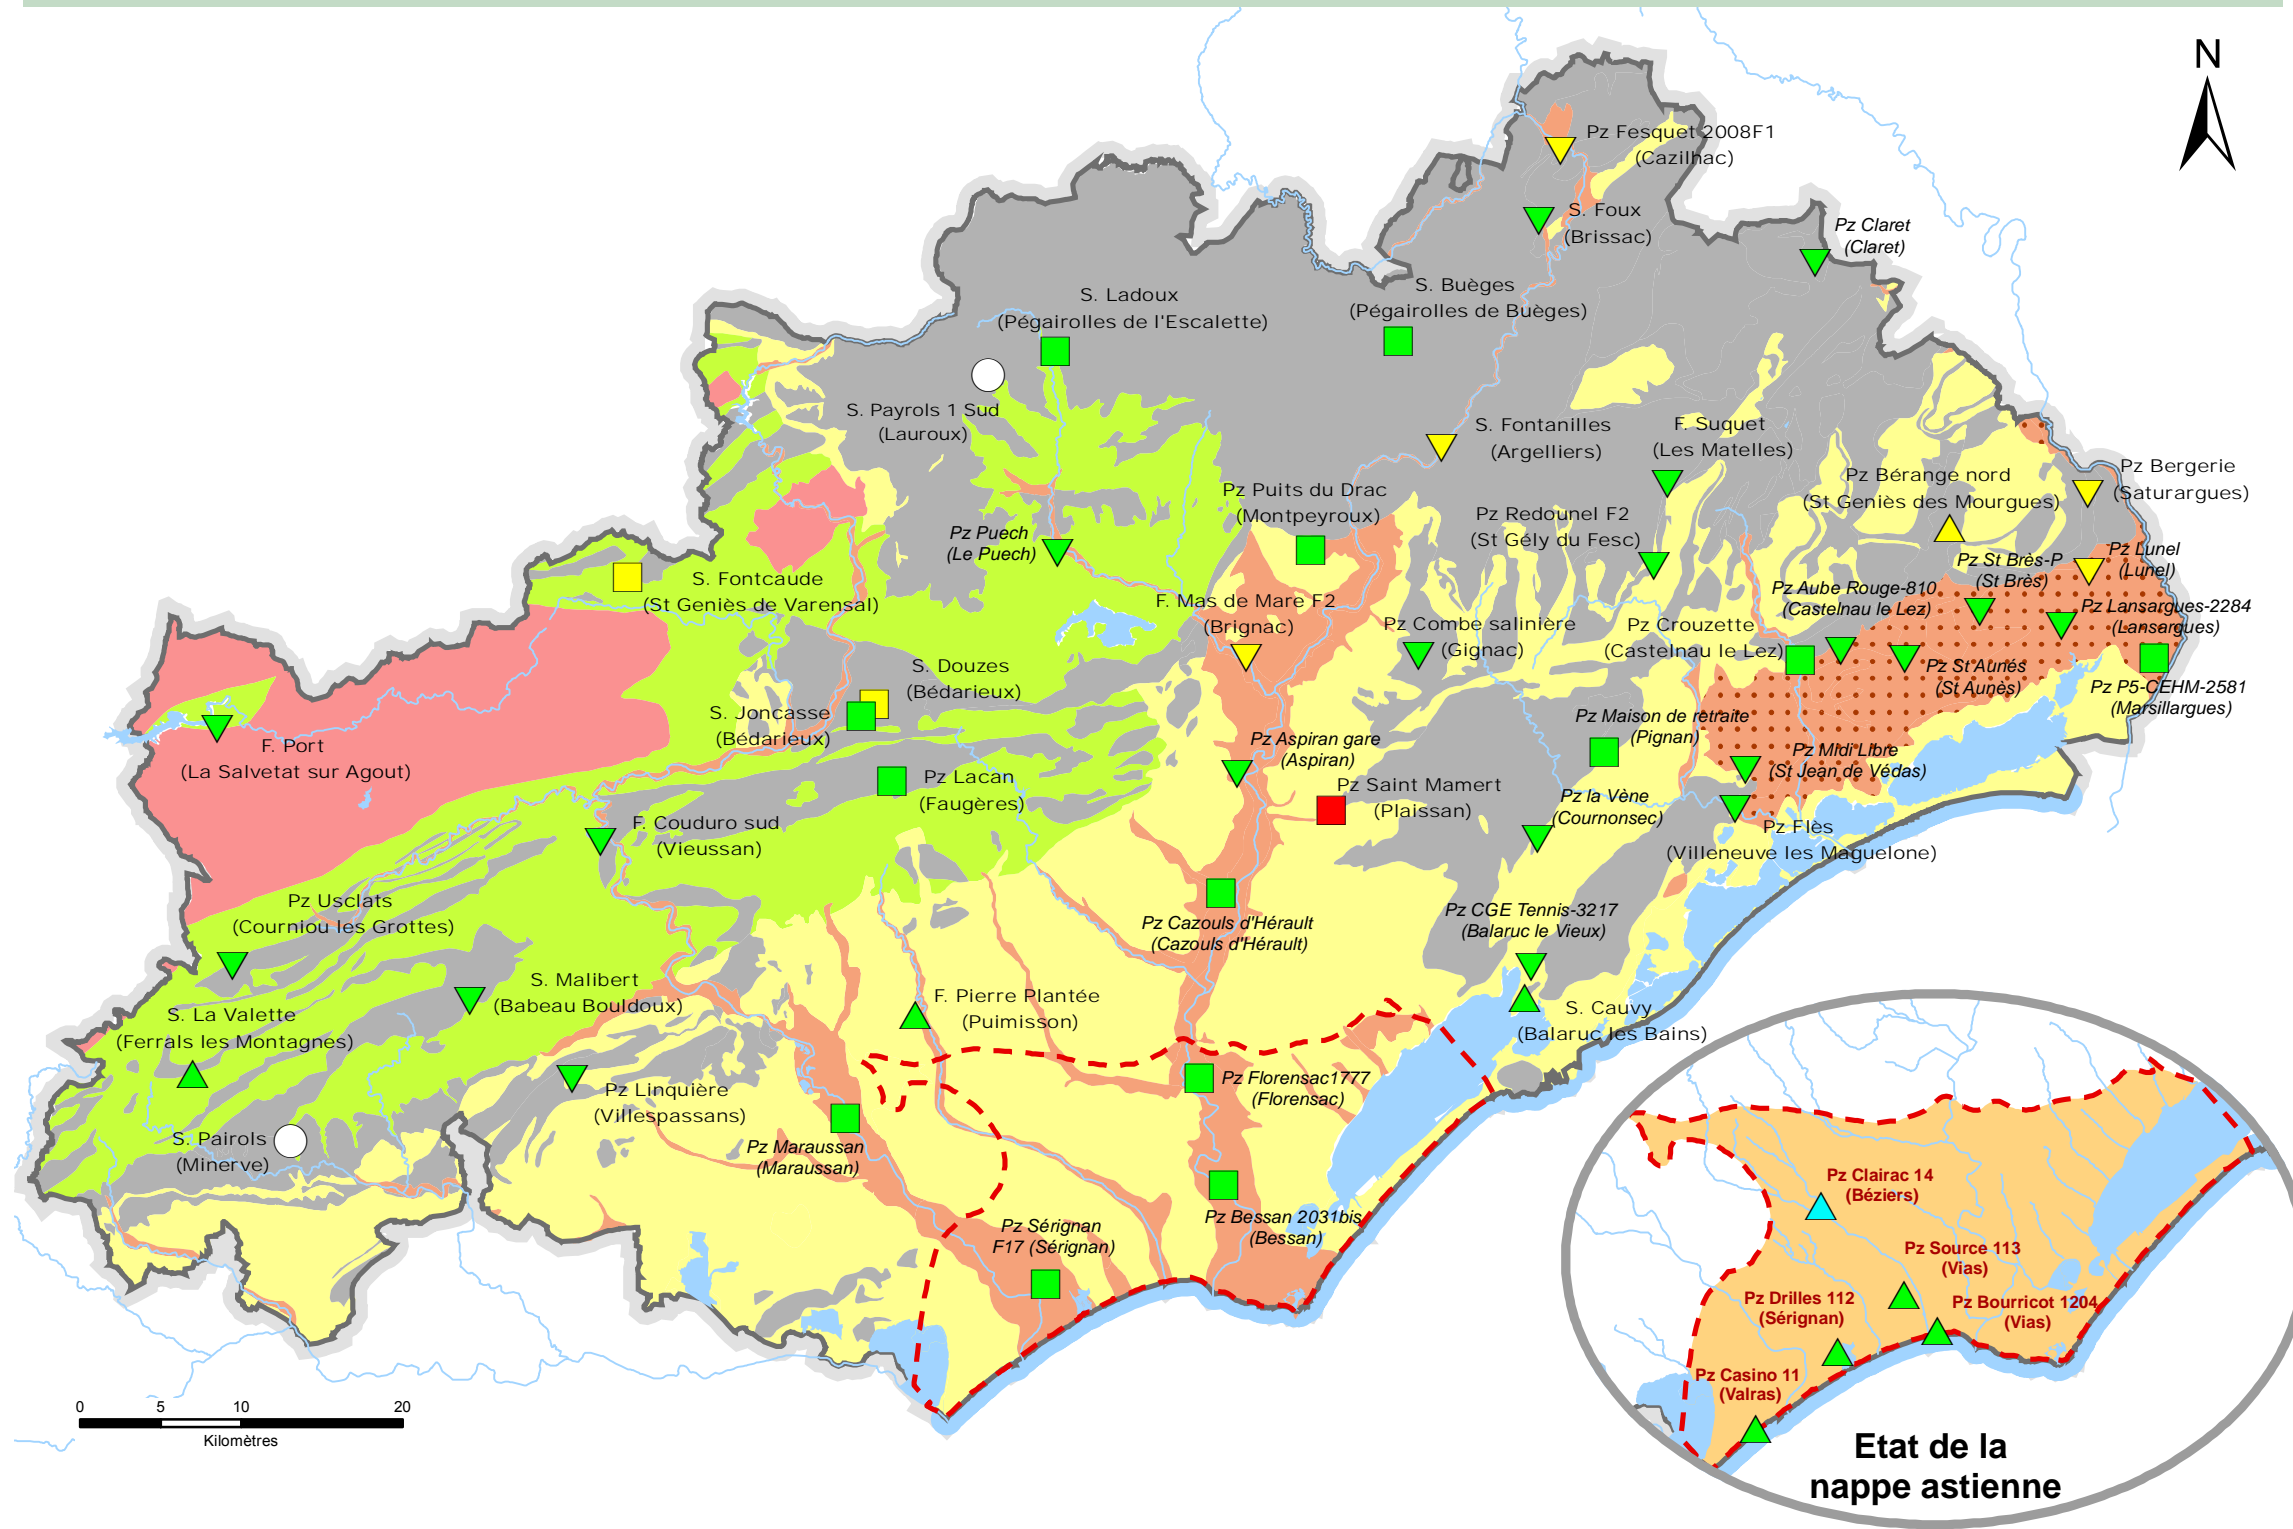 N
Pz Fesquet 2008F1
(Cazilhac)
S. Foux
(Brissac)
Pz Claret
(Claret)
S. Ladoux
(Pégairolles de l'Escalette)
S. Buèges
(Pégairolles de Buèges)
S. Payrols 1 Sud
(Lauroux)
S. Fontanilles
(Argelliers)
F. Suquet
(Les Matelles)
Pz Bérange nord
(St Geniès des Mourgues)
Pz Bergerie
(Saturargues)
Pz Puits du Drac
(Montpeyroux)
Pz Redounel F2
(St Gély du Fesc)
Pz Puech
(Le Puech)
Pz Lunel
(Lunel)
Pz St Brès-P
(St Brès)
S. Fontcaude
(St Geniès de Varensal)
Pz Aube Rouge-810
(Castelnau le Lez)
F. Mas de Mare F2
(Brignac)
Pz Lansargues-2284
(Lansargues)
Pz Combe salinière
(Gignac)
Pz Crouzette
(Castelnau le Lez)
S. Douzes
(Bédarieux)
Pz St Aunés
(St Aunès)
Pz P5-CEHM-2581
(Marsillargues)
S. Joncasse
(Bédarieux)
Pz Maison de retraite
(Pignan)
F. Port
(La Salvetat sur Agout)
Pz Aspiran gare
(Aspiran)
Pz Midi Libre
(St Jean de Védas)
Pz Lacan
(Faugères)
Pz Saint Mamert
(Plaissan)
Pz la Vène
(Cournonsec)
F. Couduro sud
(Vieussan)
Pz Flès
(Villeneuve les Maguelone)
Pz Usclats
(Courniou les Grottes)
Pz Cazouls d'Hérault
(Cazouls d'Hérault)
Pz CGE Tennis-3217
(Balaruc le Vieux)
S. Malibert
(Babeau Bouldoux)
F. Pierre Plantée
(Puimisson)
S. Cauvy
(Balaruc les Bains)
S. La Valette
(Ferrals les Montagnes)
Pz Linquière
(Villespassans)
Pz Florensac1777
(Florensac)
S. Pairols
(Minerve)
Pz Maraussan
(Maraussan)
Pz Sérignan
F17 (Sérignan)
Pz Bessan 2031bis
(Bessan)
Pz Clairac 14
(Béziers)
Pz Source 113
(Vias)
Pz Drilles 112
(Sérignan)
Pz Bourricot 1204
(Vias)
Pz Casino 11
(Valras)
Etat de la
nappe astienne
0 5 10 20
Kilomètres